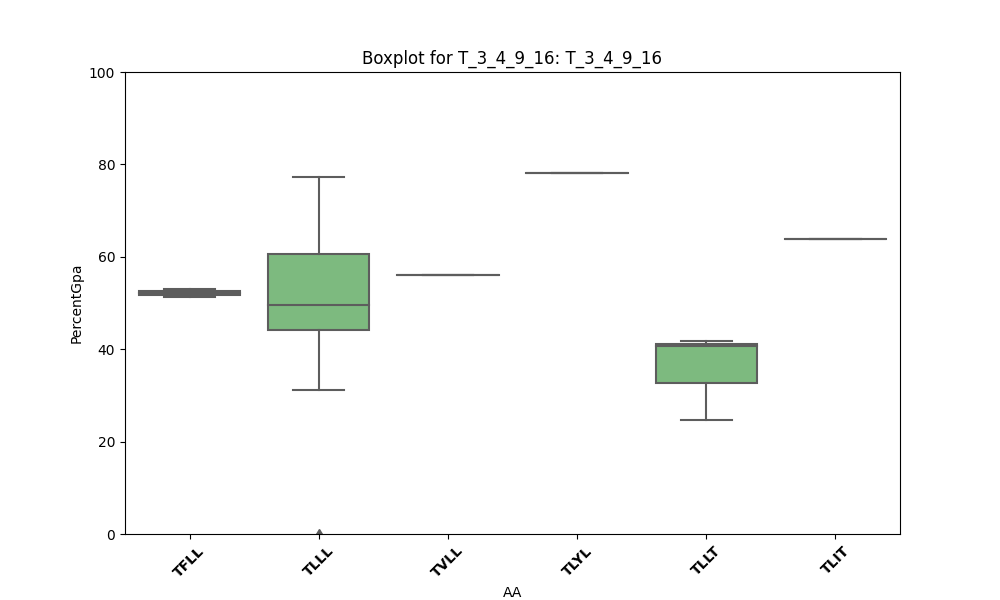 Boxplot for T_3_4_9_16: T_3_4_9_16
100
80
60
40
20
0
PercentGpa
TFLL
TLLL
TVLL
TLYL
TLLT
TLIT
AA